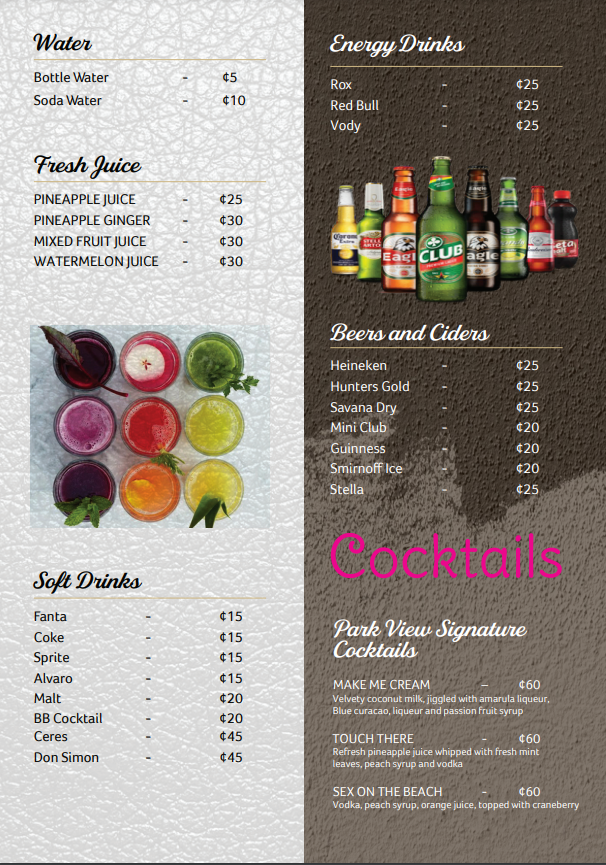 Water
Bottle Water - ¢5
Soda Water - ¢10
Fresh Juice
PINEAPPLE JUICE - ¢25
PINEAPPLE GINGER - ¢30
MIXED FRUIT JUICE - ¢30
WATERMELON JUICE - ¢30
Soft Drinks
Fanta - ¢15
Coke - ¢15
Sprite - ¢15
Alvaro - ¢15
Malt - ¢20
BB Cocktail - ¢20
Ceres - ¢45
Don Simon - ¢45
Energy Drinks
Rox - ¢25
Red Bull - ¢25
Vody - ¢25
Corona
Extra
STELLA
ARTO
Eagl
CLUB
eagle
eta
Beers and Ciders
Heineken - ¢25
Hunters Gold - ¢25
Savana Dry - ¢25
Mini Club - ¢20
Guinness - ¢20
Smirnoff Ice - ¢20
Stella - ¢25
Cocktails
Park View Signature
Cocktails
MAKE ME CREAM – ¢60
Velvety coconut milk, jiggled with amarula liqueur,
Blue curacao, liqueur and passion fruit syrup
TOUCH THERE – ¢60
Refresh pineapple juice whipped with fresh mint
leaves, peach syrup and vodka
SEX ON THE BEACH - ¢60
Vodka, peach syrup, orange juice, topped with craneberry